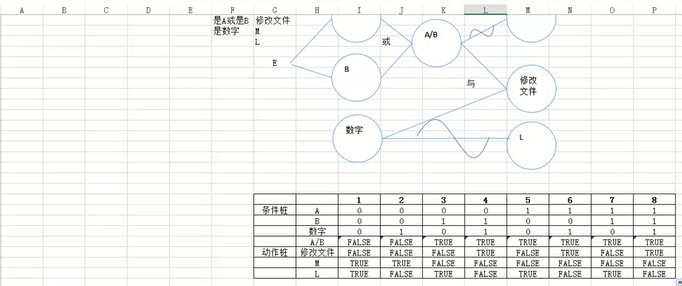 A B C D E F G H I J K L M N O P
是A或是B 修改文件
是数字 M
L
或
A/B
E
B
与
修改
文件
数字
L
1 2 3 4 5 6 7 8
条件桩 A 0 0 0 0 1 1 1 1
B 0 0 1 1 0 0 1 1
数字 0 1 0 1 0 1 0 1
A/B FALSE FALSE TRUE TRUE TRUE TRUE TRUE TRUE
动作桩 修改文件 FALSE FALSE FALSE TRUE FALSE TRUE FALSE TRUE
M TRUE TRUE FALSE FALSE FALSE FALSE FALSE FALSE
L TRUE FALSE TRUE FALSE TRUE FALSE TRUE FALSE